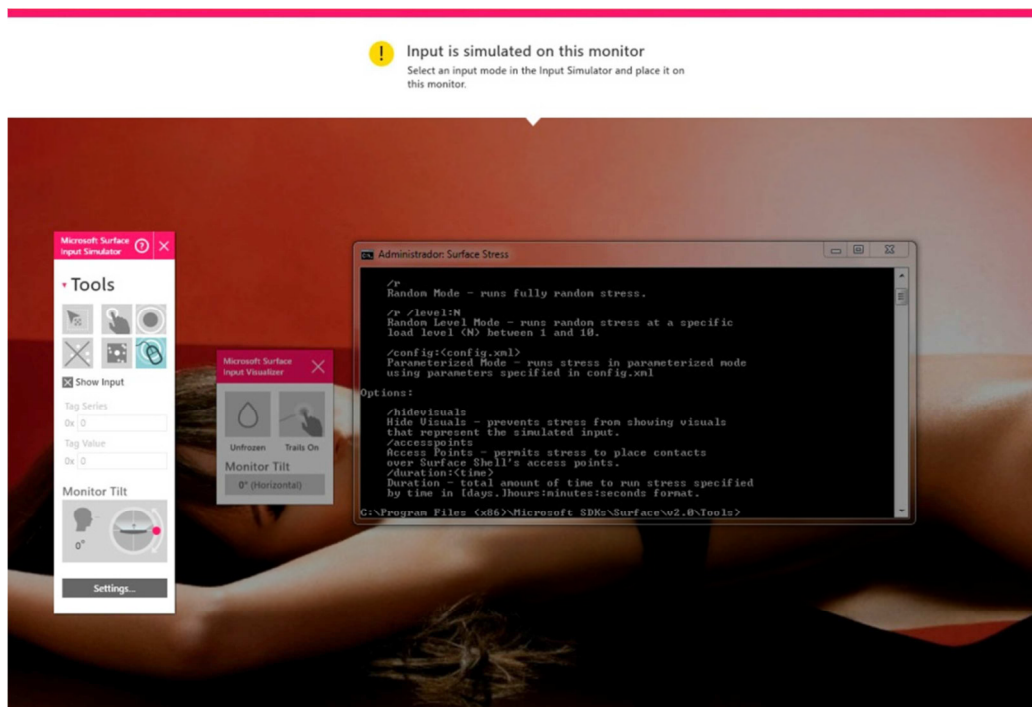 Input is simulated on this monitor
Select an input mode in the Input Simulator and place it on
this monitor.
Microsoft Surface
Input Simulator
?
Tools
Show Input
Tag Series
0x 0
Tag Value
0x 0
Monitor Tilt
0°
Settings...
Microsoft Surface
Input Visualizer
Unfrozen Trails On
Monitor Tilt
0° (Horizontal)
Administrador: Surface Stress
/r
Random Mode - runs fully random stress.
/r /level:N
Random Level Mode - runs random stress at a specific
load level <N> between 1 and 10.
/config:<config.xml>
Parameterized Mode - runs stress in parameterized mode
using parameters specified in config.xml
Options:
/hidevisuals
Hide Visuals - prevents stress from showing visuals
that represent the simulated input.
/accesspoints
Access Points - permits stress to place contacts
over Surface Shell's access points.
/duration:<time>
Duration - total amount of time to run stress specified
by time in [days.]hours:minutes:seconds format.
C:\Program Files (x86)\Microsoft SDKs\Surface\v2.0\Tools>